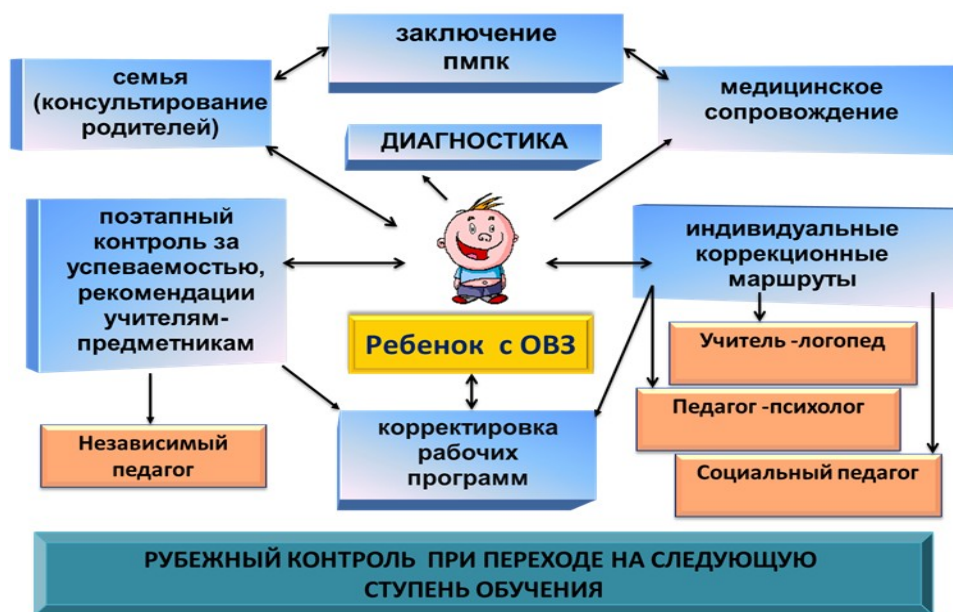 заключение
пмпк
семья
(консультирование
родителей)
медицинское
сопровождение
ДИАГНОСТИКА
поэтапный
контроль за
успеваемостью,
рекомендации
учителям-
предметникам
индивидуальные
коррекционные
маршруты
Ребенок с ОВЗ
Учитель -логопед
Педагог -психолог
Социальный педагог
Независимый
педагог
корректировка
рабочих
программ
РУБЕЖНЫЙ КОНТРОЛЬ ПРИ ПЕРЕХОДЕ НА СЛЕДУЮЩУЮ
СТУПЕНЬ ОБУЧЕНИЯ